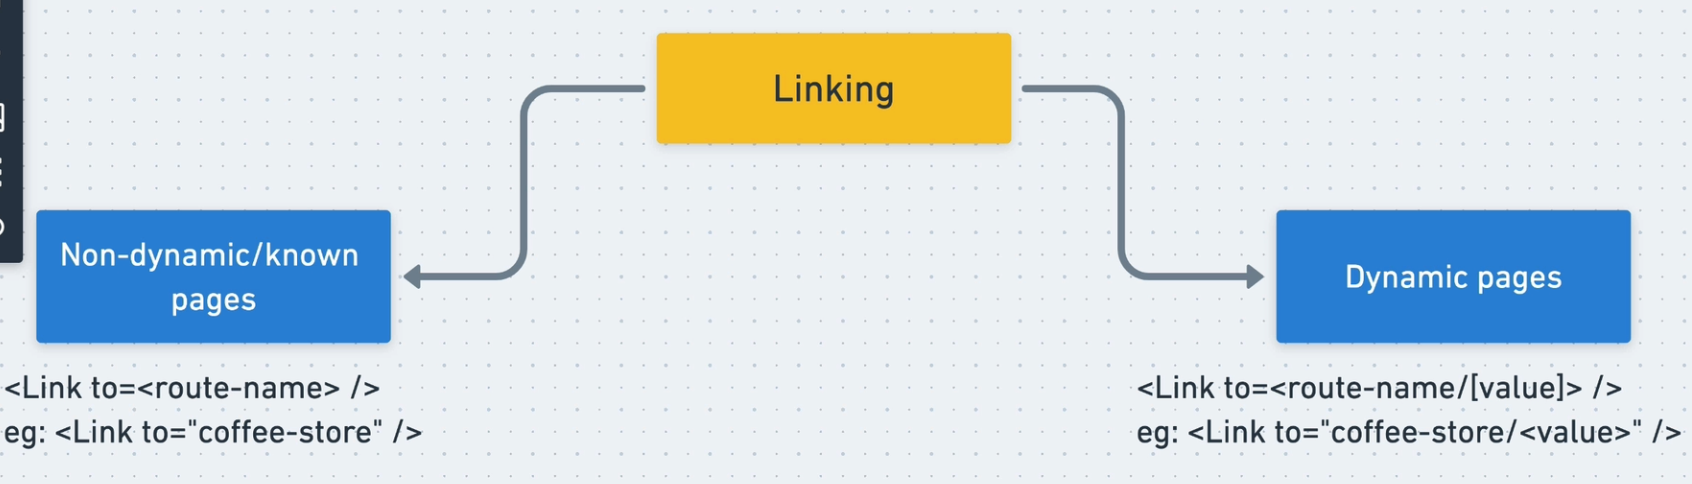 Linking
Non-dynamic/known
pages
Dynamic pages
<Link to=<route-name> />
eg: <Link to="coffee-store" />
<Link to=<route-name/[value]> />
eg: <Link to="coffee-store/<value>" />